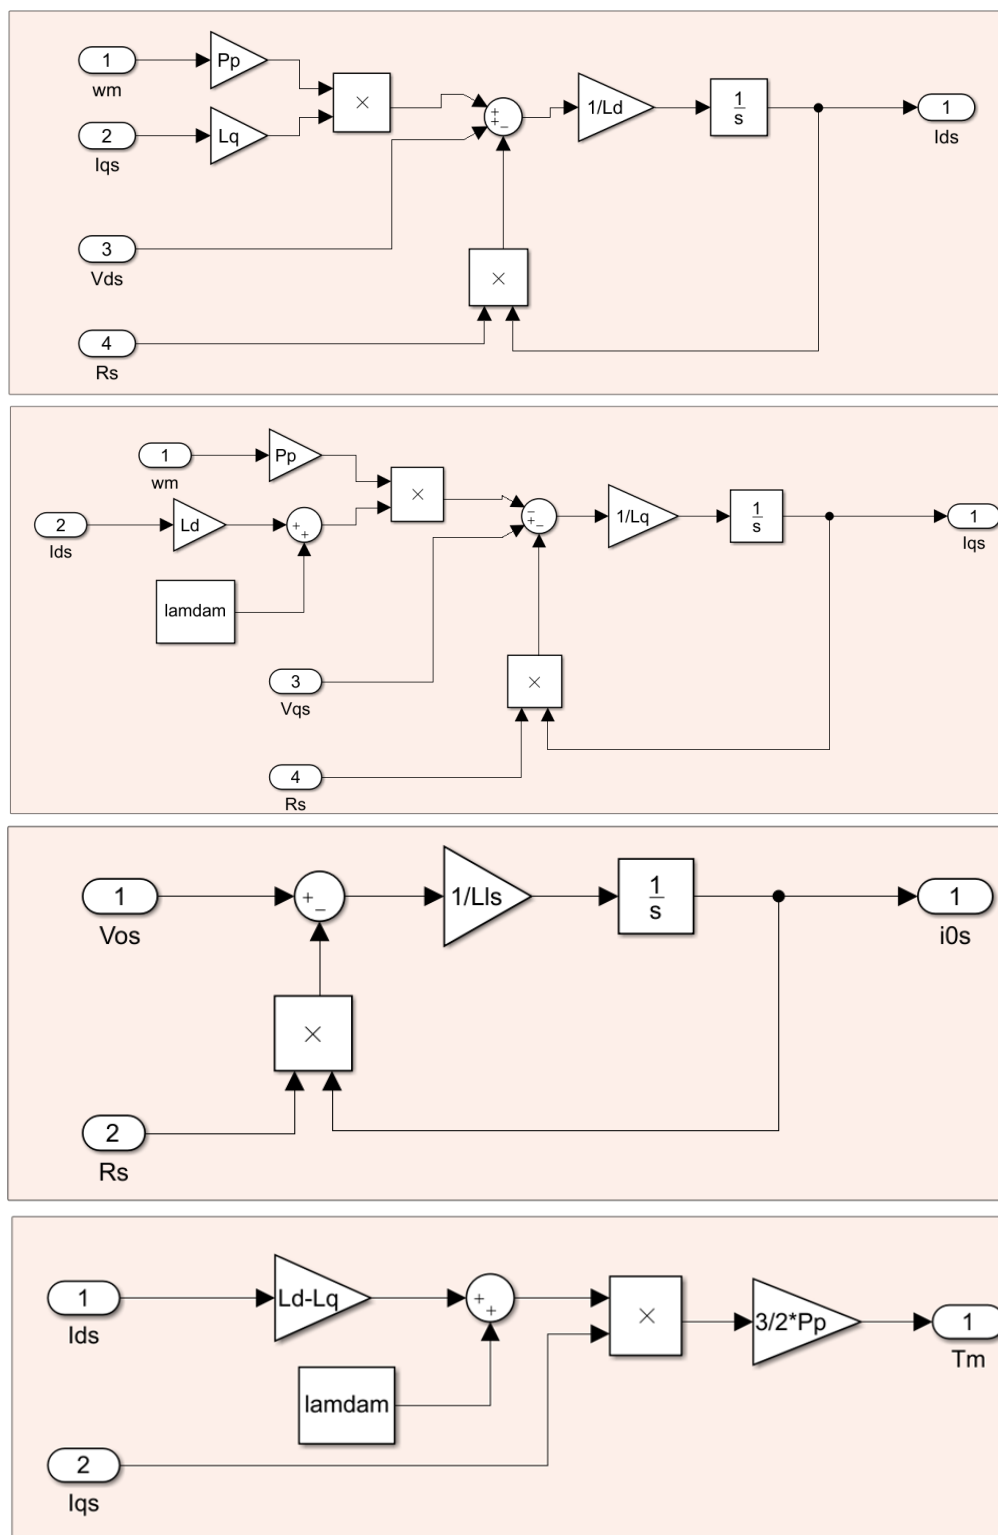 1
Pp
wm
×
+
+
−
1/Ld
1
s
1
Ids
2
Lq
Iqs
3
Vds
×
4
Rs
1
Pp
wm
×
2
Ld
Ids
+
+
−
+
−
1/Lq
1
s
1
Iqs
lamdam
3
Vqs
×
4
Rs
1
Vos
+
−
1/Lls
1
s
1
i0s
×
2
Rs
1
Ids
Ld-Lq
+
+
×
3/2*Pp
1
Tm
lamdam
2
Iqs